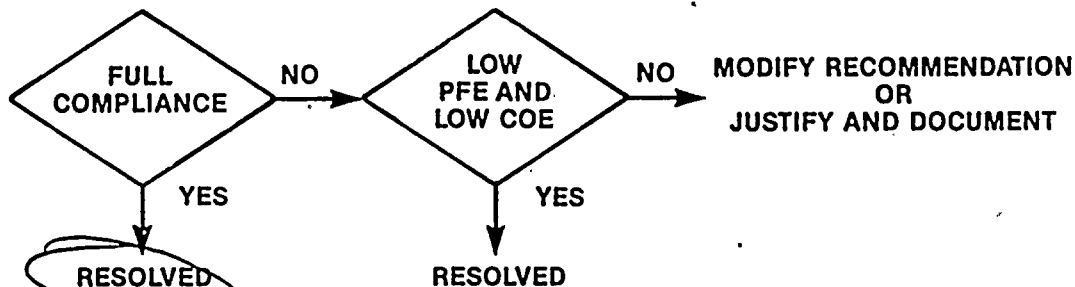 FULL
COMPLIANCE
NO
LOW
PFE AND
LOW COE
NO
MODIFY RECOMMENDATION
OR
JUSTIFY AND DOCUMENT
YES
YES
RESOLVED
RESOLVED